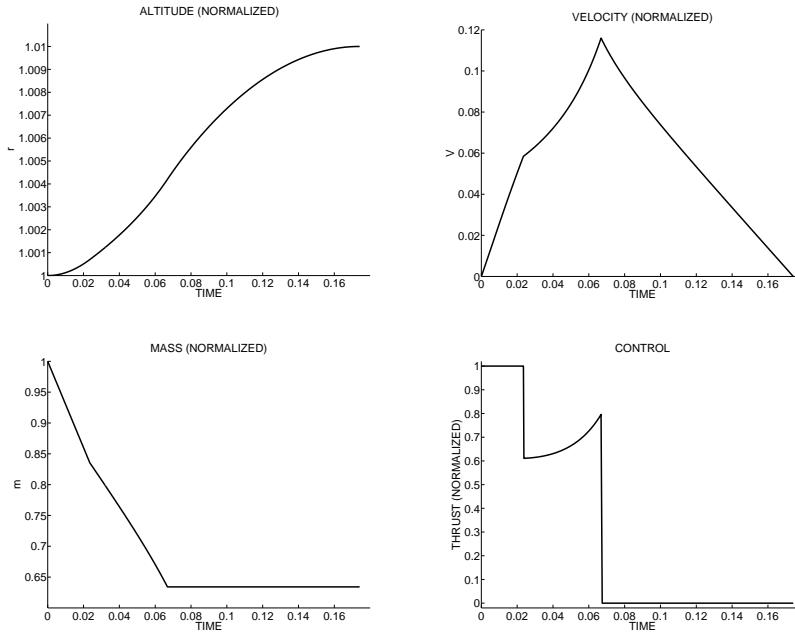 ALTITUDE (NORMALIZED)
1.01
1.009
1.008
1.006
1.005
1.004
1.003
1.002
1.001
1
r
0 0.02 0.04 0.06 0.08 0.1 0.12 0.14 0.16
TIME
VELOCITY (NORMALIZED)
0.12
0.1
0.08
0.06
0.04
0.02
0
V
0 0.02 0.04 0.06 0.08 0.1 0.12 0.14 0.16
TIME
MASS (NORMALIZED)
1
0.95
0.9
0.85
0.8
0.75
0.7
0.65
m
0 0.02 0.04 0.06 0.08 0.1 0.12 0.14 0.16
TIME
CONTROL
1
0.9
0.8
0.7
0.6
0.5
0.4
0.3
0.2
0.1
0
THRUST (NORMALIZED)
0 0.02 0.04 0.06 0.08 0.1 0.12 0.14 0.16
TIME